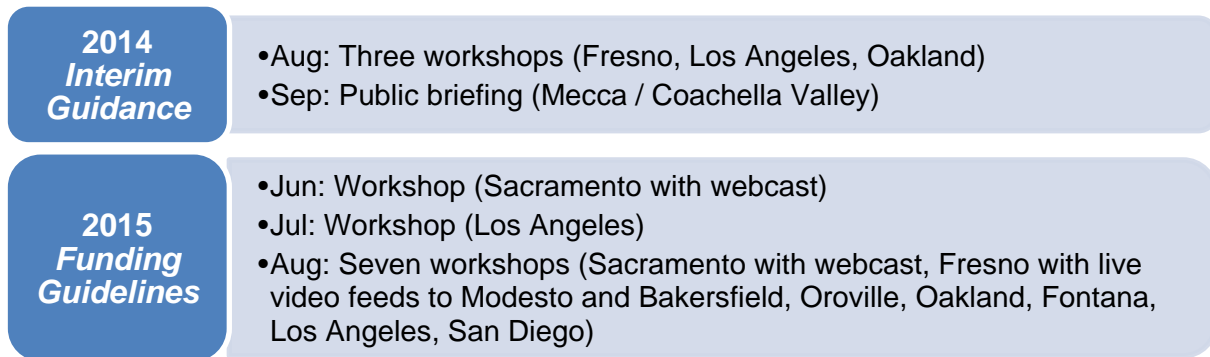 2014
Interim
Guidance
•Aug: Three workshops (Fresno, Los Angeles, Oakland)
•Sep: Public briefing (Mecca / Coachella Valley)
2015
Funding
Guidelines
•Jun: Workshop (Sacramento with webcast)
•Jul: Workshop (Los Angeles)
•Aug: Seven workshops (Sacramento with webcast, Fresno with live
video feeds to Modesto and Bakersfield, Oroville, Oakland, Fontana,
Los Angeles, San Diego)